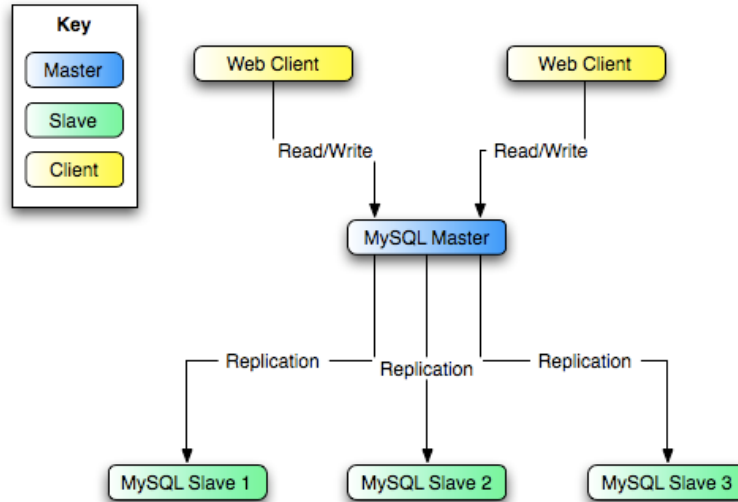 Key
Master
Slave
Client
Web Client
Web Client
Read/Write
Read/Write
MySQL Master
Replication
Replication
Replication
MySQL Slave 1
MySQL Slave 2
MySQL Slave 3